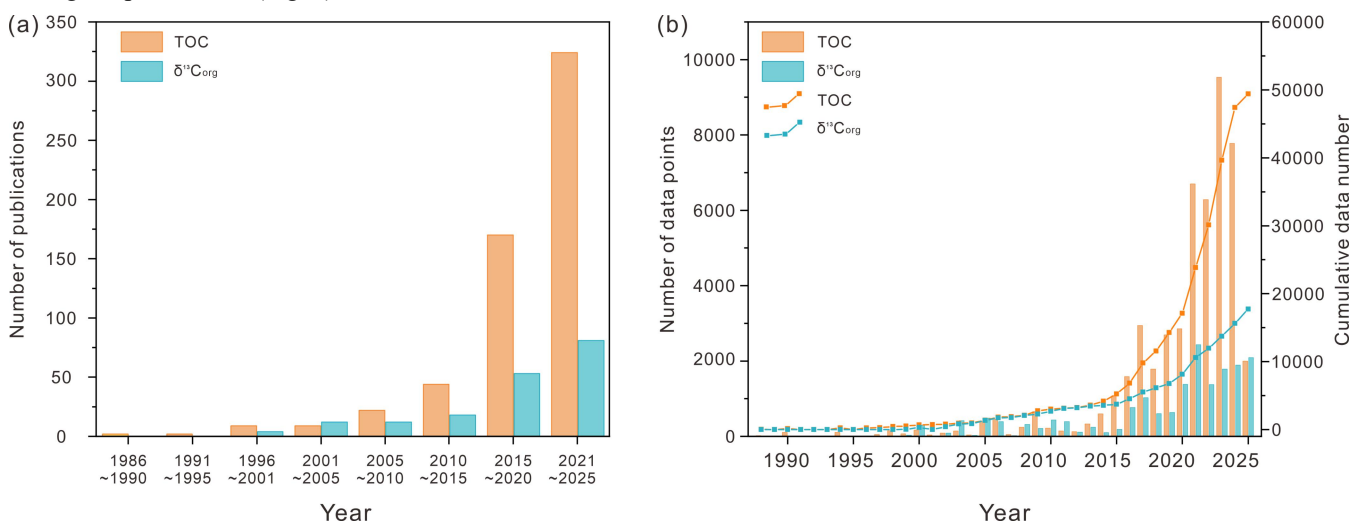 (a)
350
300
250
200
150
100
50
0
Number of publications
TOC
δ¹³Corg
1986 ~1990
1991 ~1995
1996 ~2001
2001 ~2005
2005 ~2010
2010 ~2015
2015 ~2020
2021 ~2025
Year
(b)
10000
8000
6000
4000
2000
0
Number of data points
TOC
δ¹³Corg
TOC
δ¹³Corg
60000
50000
40000
30000
20000
10000
0
Cumulative data number
1990 1995 2000 2005 2010 2015 2020 2025
Year